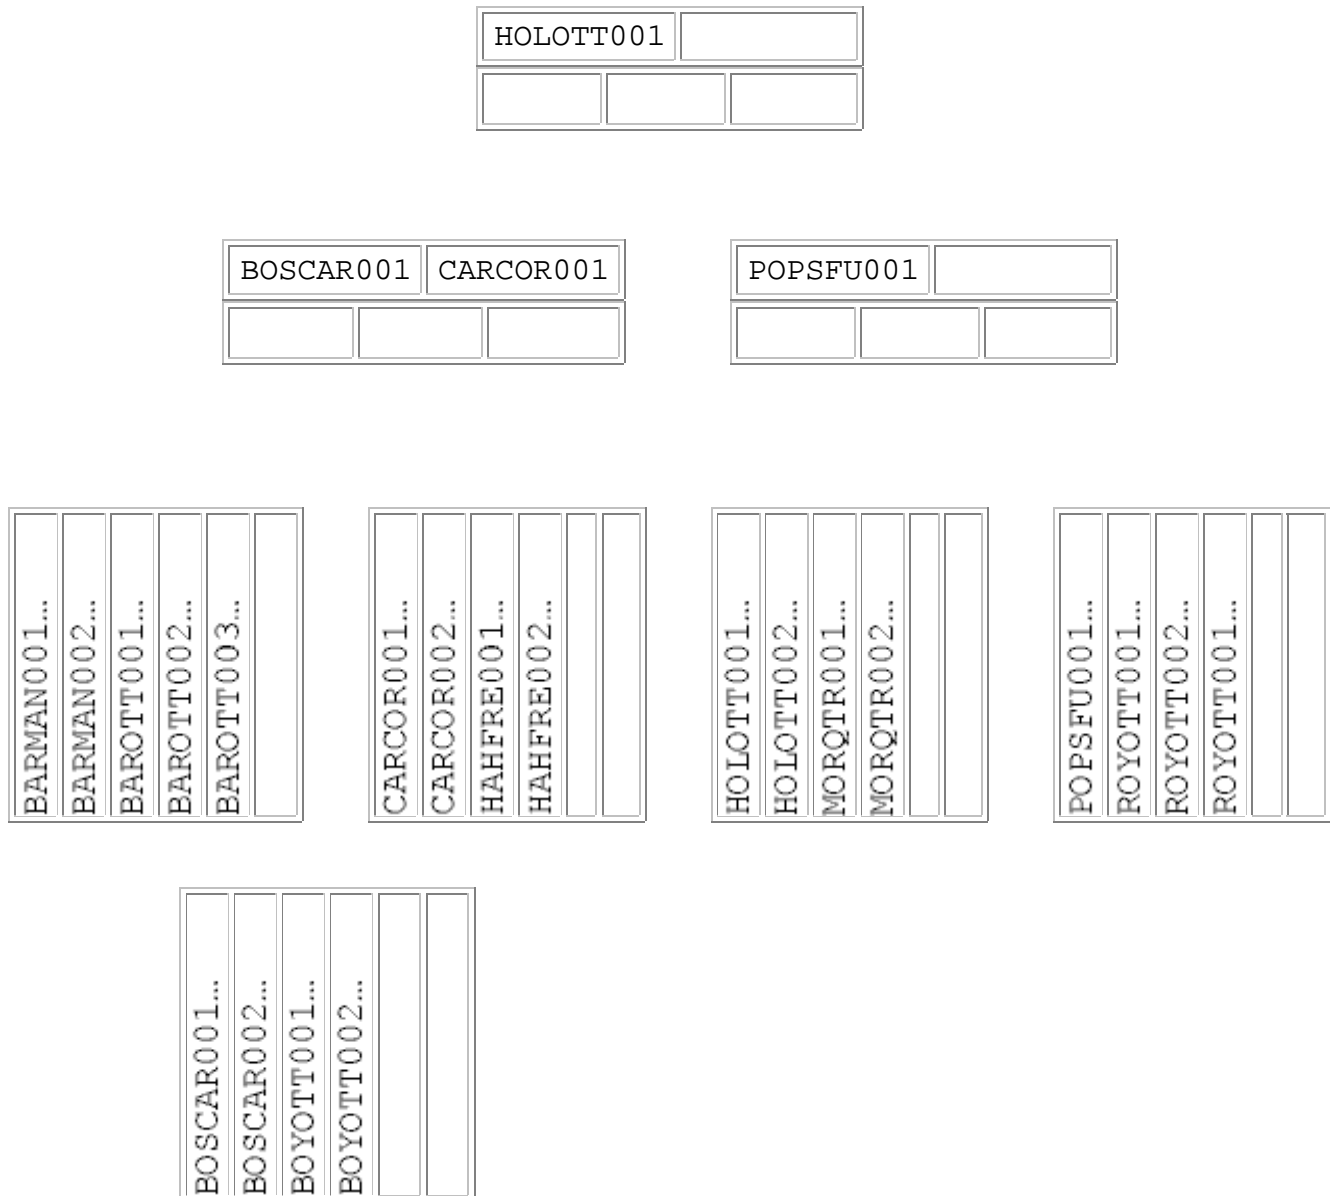 HOLOTT001
BOSCAR001 CARCOR001
POPSFU001
BARMAN001...
BARMAN002...
BAROTT001...
BAROTT002...
BAROTT003...
CARCOR001...
CARCOR002...
HAHFRE001...
HAHFRE002...
HOLOTT001...
HOLOTT002...
MORQTR001...
MORQTR002...
POPSFU001...
ROYOTT001...
ROYOTT002...
ROYOTT001...
BOSCAR001...
BOSCAR002...
BOYOTT001...
BOYOTT002...